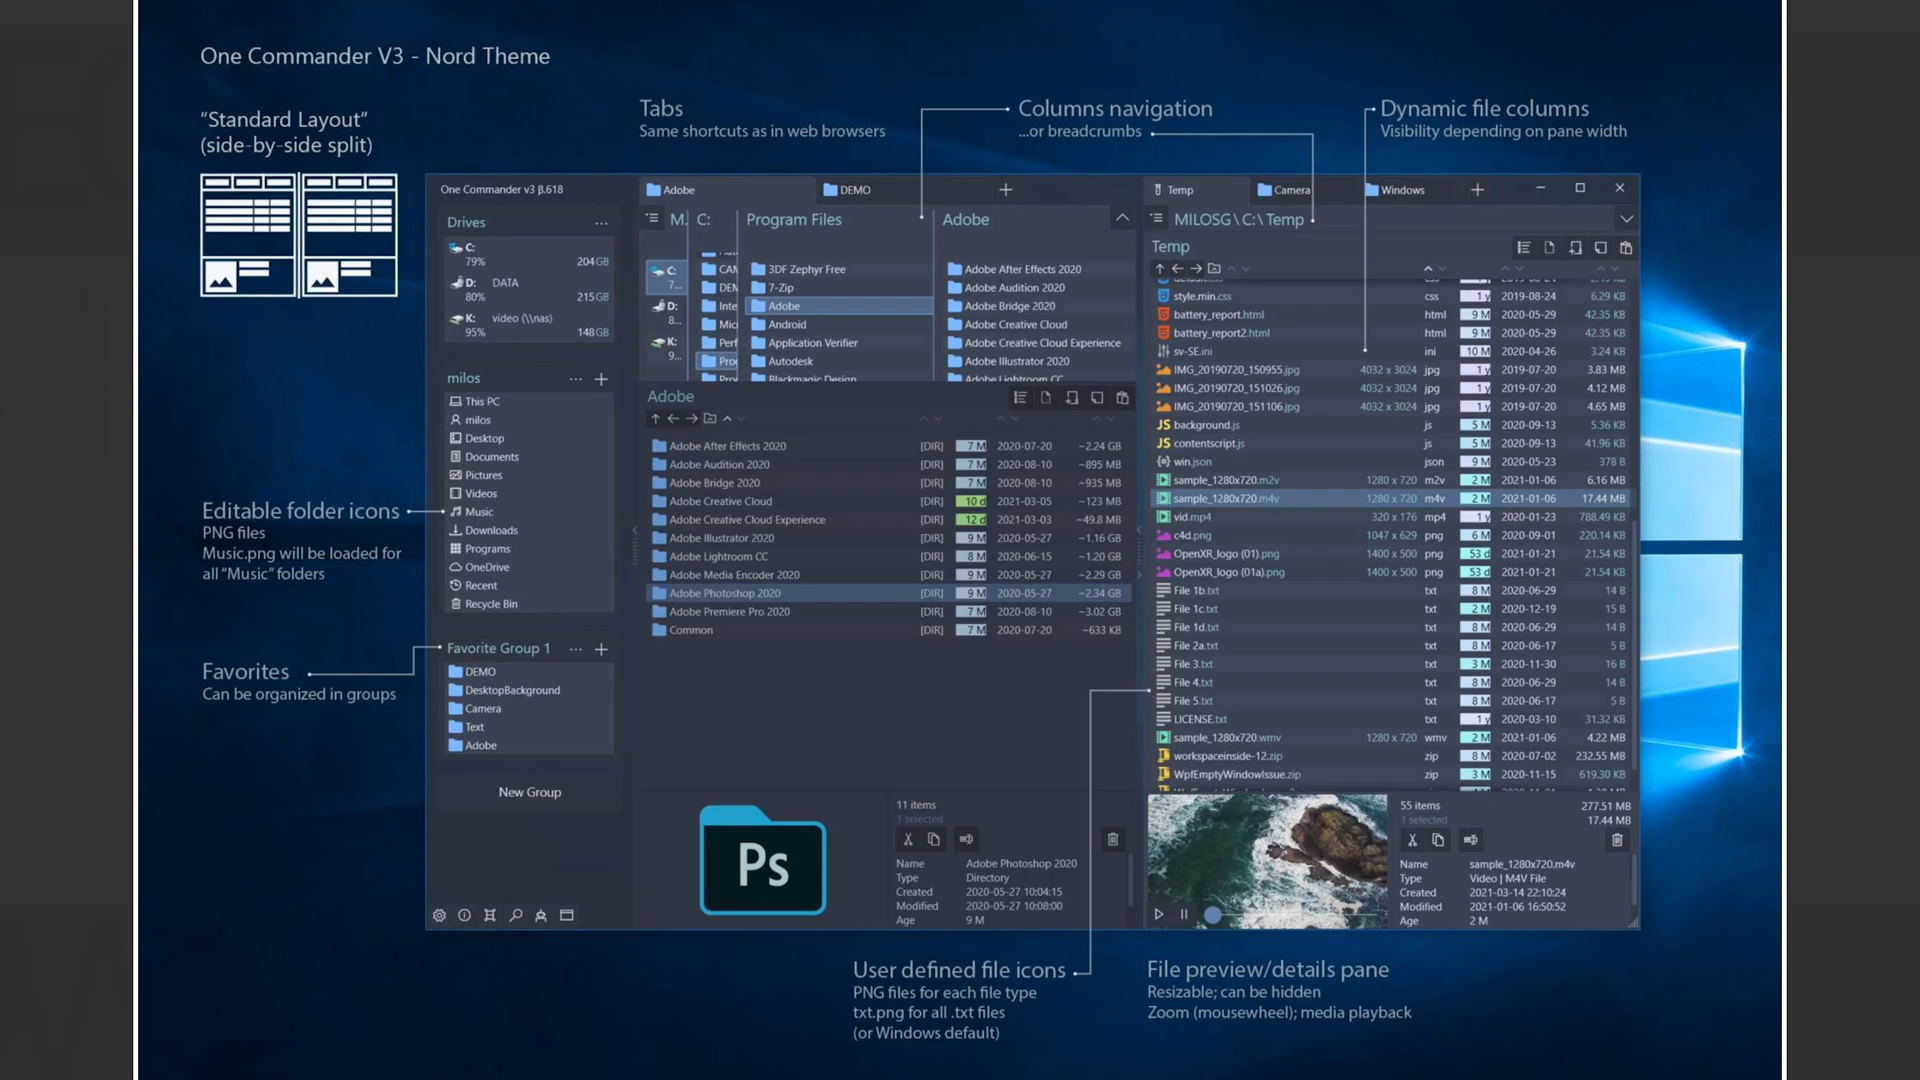 One Commander V3 - Nord Theme
“Standard Layout”
(side-by-side split)
Tabs
Same shortcuts as in web browsers
Columns navigation
...or breadcrumbs
Dynamic file columns
Visibility depending on pane width
Editable folder icons
PNG files
Music.png will be loaded for
all “Music” folders
Favorites
Can be organized in groups
One Commander v3 β.618
Drives ...
C:
79% 204GB
D: DATA
80% 215GB
K: video (\\nas)
95% 148GB
milos ... +
This PC
milos
Desktop
Documents
Pictures
Videos
Music
Downloads
Programs
OneDrive
Recent
Recycle Bin
Favorite Group 1 ... +
DEMO
DesktopBackground
Camera
Text
Adobe
New Group
Adobe DEMO +
M. C: Program Files Adobe
C:
7...
D:
8...
K:
9...
CAM
DEM
Inte
Micr
Perf
Prog
3DF Zephyr Free
7-Zip
Adobe
Android
Application Verifier
Autodesk
Blackmagic Design
Adobe After Effects 2020
Adobe Audition 2020
Adobe Bridge 2020
Adobe Creative Cloud
Adobe Creative Cloud Experience
Adobe Illustrator 2020
Adobe Lightroom CC
Adobe
Adobe After Effects 2020 [DIR] 7 M 2020-07-20 ~2.24 GB
Adobe Audition 2020 [DIR] 7 M 2020-08-10 ~895 MB
Adobe Bridge 2020 [DIR] 7 M 2020-08-10 ~935 MB
Adobe Creative Cloud [DIR] 10 d 2021-03-05 ~123 MB
Adobe Creative Cloud Experience [DIR] 12 d 2021-03-03 ~49.8 MB
Adobe Illustrator 2020 [DIR] 9 M 2020-05-27 ~1.16 GB
Adobe Lightroom CC [DIR] 8 M 2020-06-15 ~1.20 GB
Adobe Media Encoder 2020 [DIR] 9 M 2020-05-27 ~2.29 GB
Adobe Photoshop 2020 [DIR] 9 M 2020-05-27 ~2.34 GB
Adobe Premiere Pro 2020 [DIR] 7 M 2020-08-10 ~3.02 GB
Common [DIR] 7 M 2020-07-20 ~633 KB
Ps
11 items
1 selected
Name Adobe Photoshop 2020
Type Directory
Created 2020-05-27 10:04:15
Modified 2020-05-27 10:08:00
Age 9 M
Temp Camera Windows +
MILOSG \ C:\ Temp
Temp
style.min.css css 1 y 2019-08-24 6.29 KB
battery_report.html html 9 M 2020-05-29 42.35 KB
battery_report2.html html 9 M 2020-05-29 42.35 KB
sv-SE.ini ini 10 M 2020-04-26 3.24 KB
IMG_20190720_150955.jpg 4032 x 3024 jpg 1 y 2019-07-20 3.83 MB
IMG_20190720_151026.jpg 4032 x 3024 jpg 1 y 2019-07-20 4.12 MB
IMG_20190720_151106.jpg 4032 x 3024 jpg 1 y 2019-07-20 4.65 MB
background.js js 5 M 2020-09-13 5.36 KB
contentscript.js js 5 M 2020-09-13 41.96 KB
win.json json 9 M 2020-05-23 378 B
sample_1280x720.m2v 1280 x 720 m2v 2 M 2021-01-06 6.16 MB
sample_1280x720.m4v 1280 x 720 m4v 2 M 2021-01-06 17.44 MB
vid.mp4 320 x 176 mp4 1 y 2020-01-23 788.49 KB
c4d.png 1047 x 629 png 6 M 2020-09-01 220.14 KB
OpenXR_logo (01).png 1400 x 500 png 53 d 2021-01-21 21.54 KB
OpenXR_logo (01a).png 1400 x 500 png 53 d 2021-01-21 21.54 KB
File 1b.txt txt 8 M 2020-06-29 14 B
File 1c.txt txt 2 M 2020-12-19 15 B
File 1d.txt txt 8 M 2020-06-29 14 B
File 2a.txt txt 8 M 2020-06-17 5 B
File 3.txt txt 3 M 2020-11-30 16 B
File 4.txt txt 8 M 2020-06-29 14 B
File 5.txt txt 8 M 2020-06-17 5 B
LICENSE.txt txt 1 y 2020-03-10 31.32 KB
sample_1280x720.wmv 1280 x 720 wmv 2 M 2021-01-06 4.22 MB
workspaceinside-12.zip zip 8 M 2020-07-02 232.55 MB
WpfEmptyWindowIssue.zip zip 3 M 2020-11-15 619.30 KB
55 items 277.51 MB
1 selected 17.44 MB
Name sample_1280x720.m4v
Type Video | M4V File
Created 2021-03-14 22:10:24
Modified 2021-01-06 16:50:52
Age 2 M
User defined file icons
PNG files for each file type
txt.png for all .txt files
(or Windows default)
File preview/details pane
Resizable; can be hidden
Zoom (mousewheel); media playback